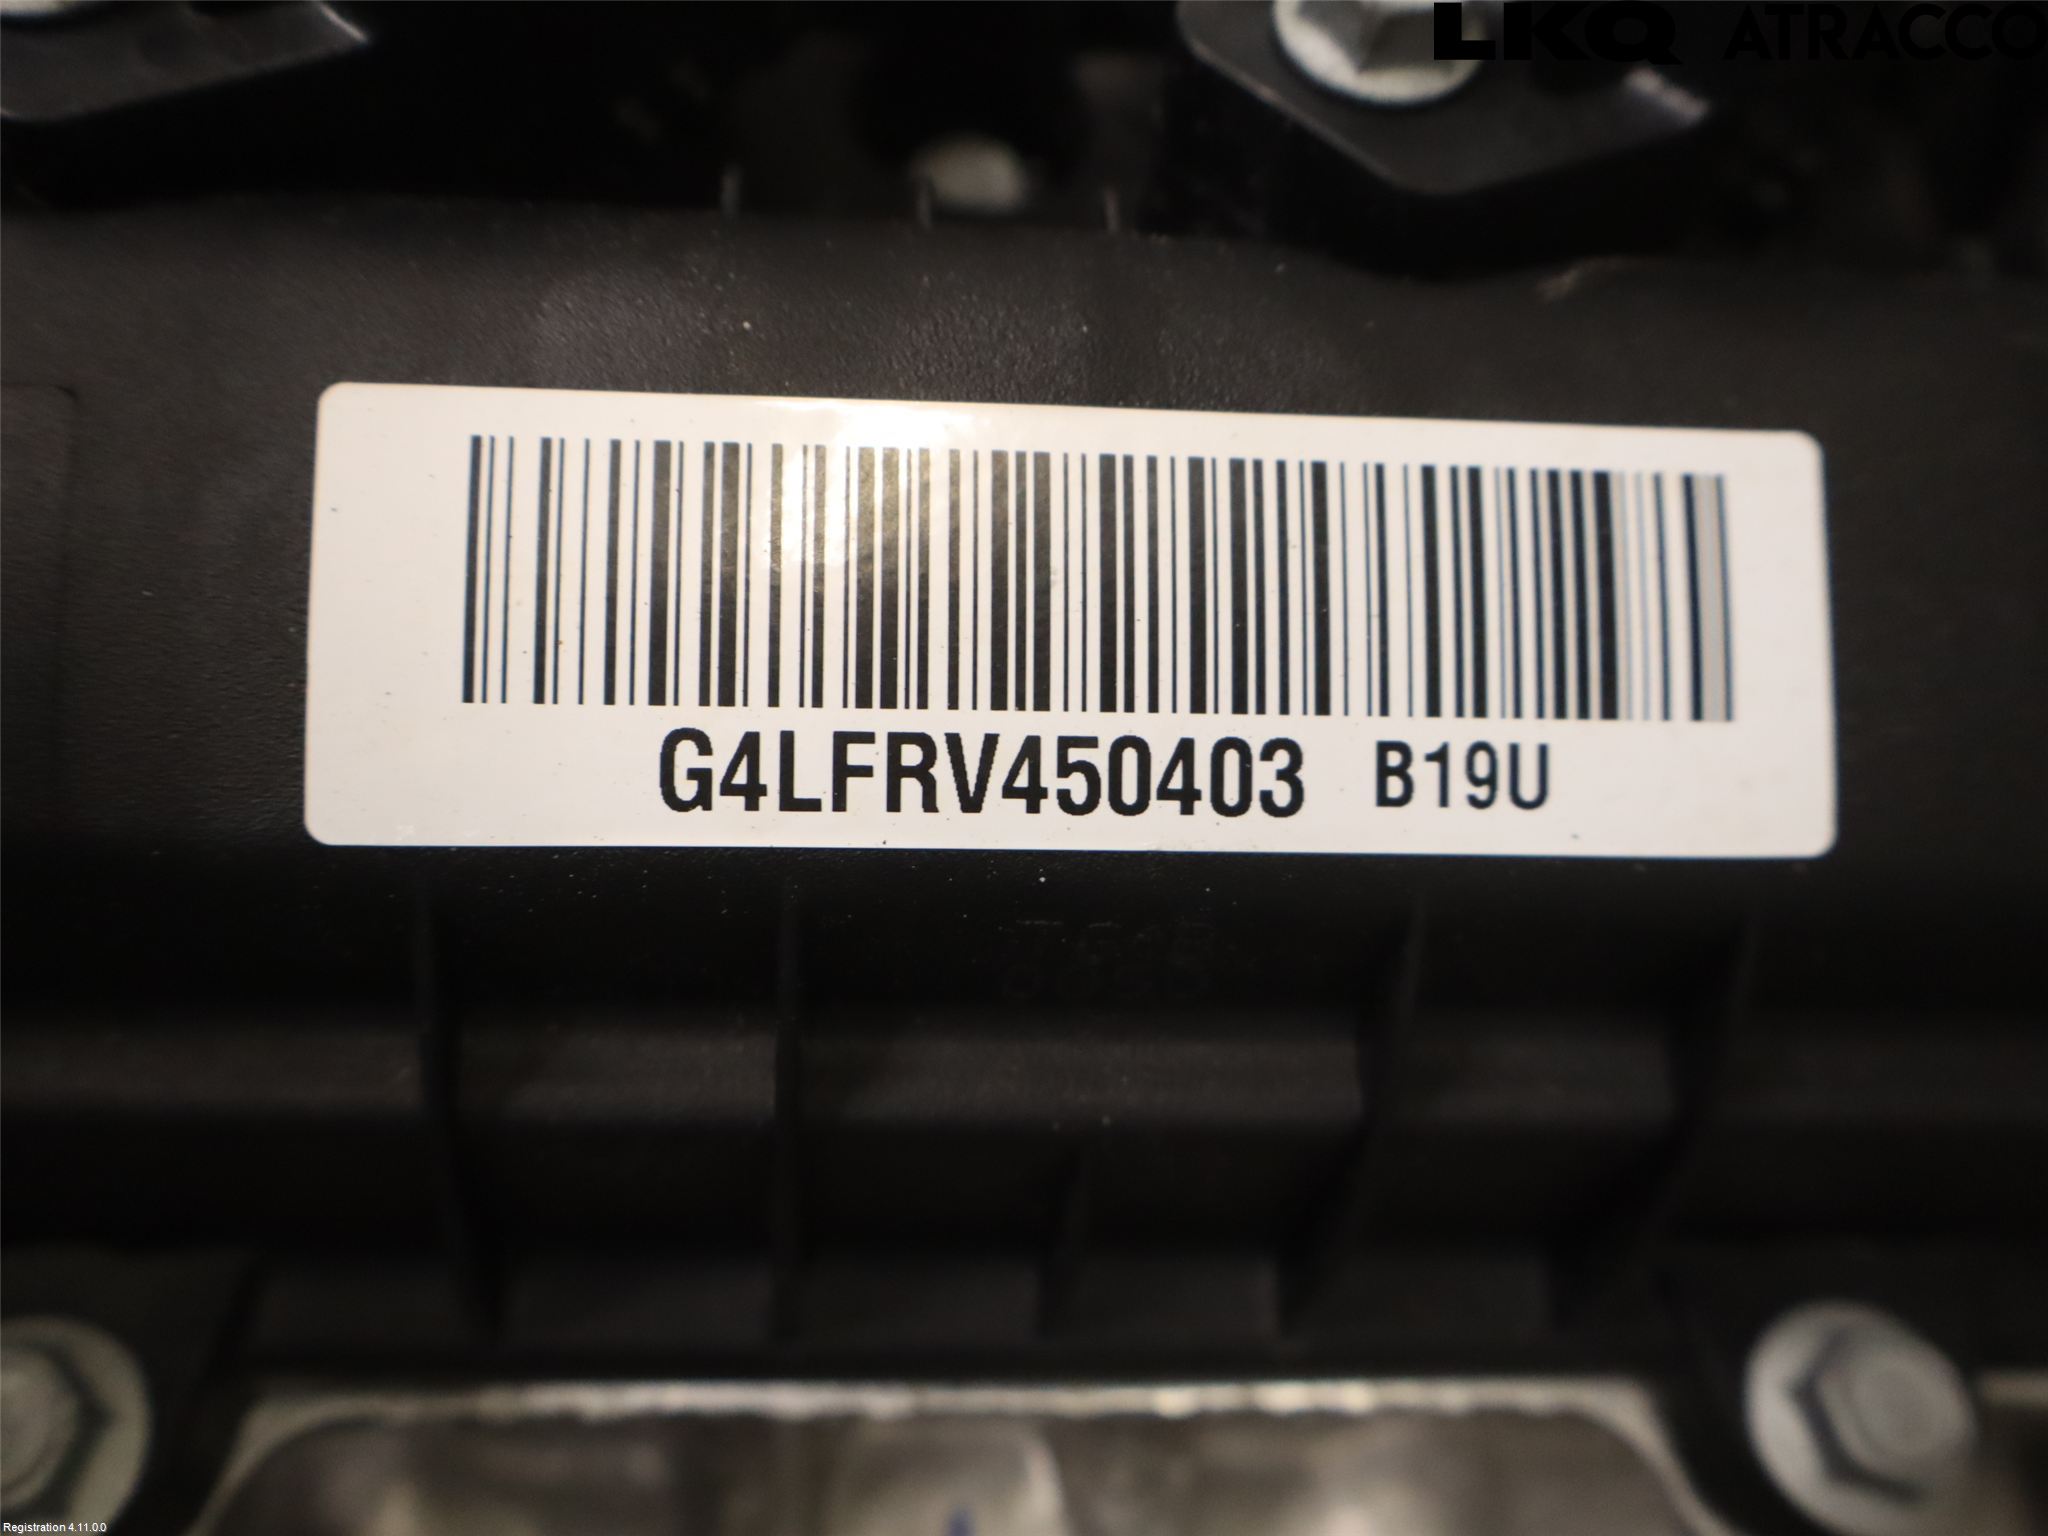 LKQ ATRACCO
G4LFRV450403 B19U
Registration 4.11.0.0